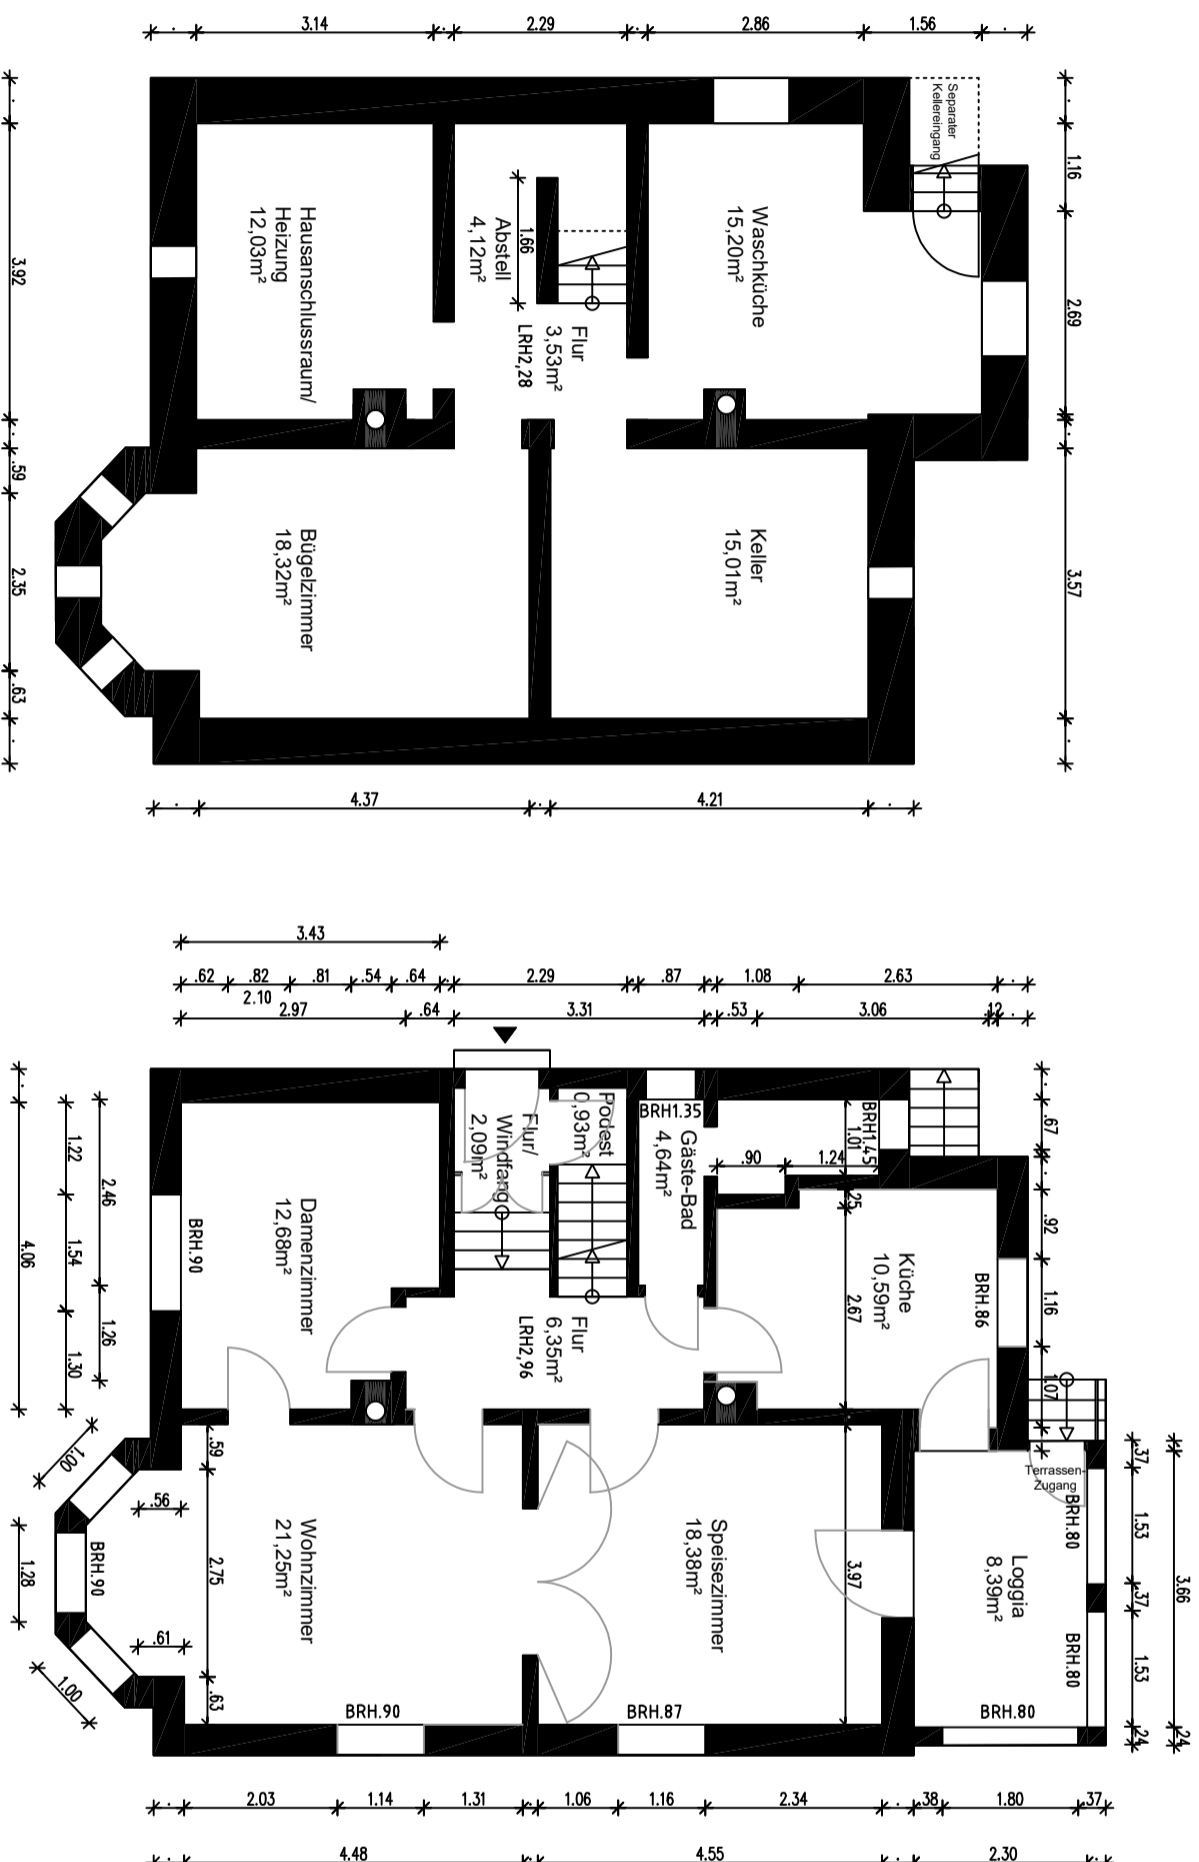 3.14
2.29
2.86
1.56
Separater
Kellereingang
1.16
2.69
3.57
3.92
.59
2.35
.63
Hausanschlussraum/
Heizung
12,03m²
Abstell
4,12m²
1.66
Flur
3,53m²
LRH2,28
Waschküche
15,20m²
Bügelzimmer
18,32m²
Keller
15,01m²
4.37
4.21
3.43
.62
.82
.81
.54
.64
2.29
.87
1.08
2.63
2.10
2.97
.64
3.31
.53
3.06
.12
4.06
1.22
1.54
1.30
2.46
1.26
BRH.90
Damenzimmer
12,68m²
Flur/
Windfang
2,09m²
Podest
0,93m²
BRH1.35
Gäste-Bad
4,64m²
BRH1.45
1.01
.90
1.24
.25
2.67
Küche
10,59m²
BRH.86
.67
.92
1.16
1.07
Flur
6,35m²
LRH2,96
1.00
.59
.56
2.75
.61
.63
1.28
1.00
BRH.90
Wohnzimmer
21,25m²
BRH.90
Speisezimmer
18,38m²
BRH.87
3.97
Terrassen-
Zugang
BRH.80
Loggia
8,39m²
BRH.80
BRH.80
.37
1.53
.37
1.53
.24
3.66
.24
2.03
1.14
1.31
1.06
1.16
2.34
.38
1.80
.37
4.48
4.55
2.30